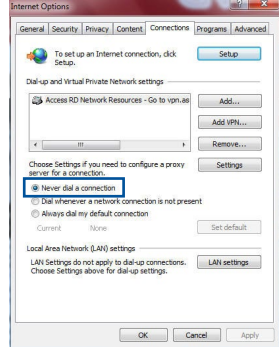 Internet Options
General Security Privacy Content Connections Programs Advanced
To set up an Internet connection, click Setup.
Setup
Dial-up and Virtual Private Network settings
Access RD Network Resources - Go to vpn.as
Add...
Add VPN...
Remove...
Choose Settings if you need to configure a proxy
server for a connection.
Settings
Never dial a connection
Dial whenever a network connection is not present
Always dial my default connection
Current None Set default
Local Area Network (LAN) settings
LAN Settings do not apply to dial-up connections.
Choose Settings above for dial-up settings.
LAN settings
OK Cancel Apply